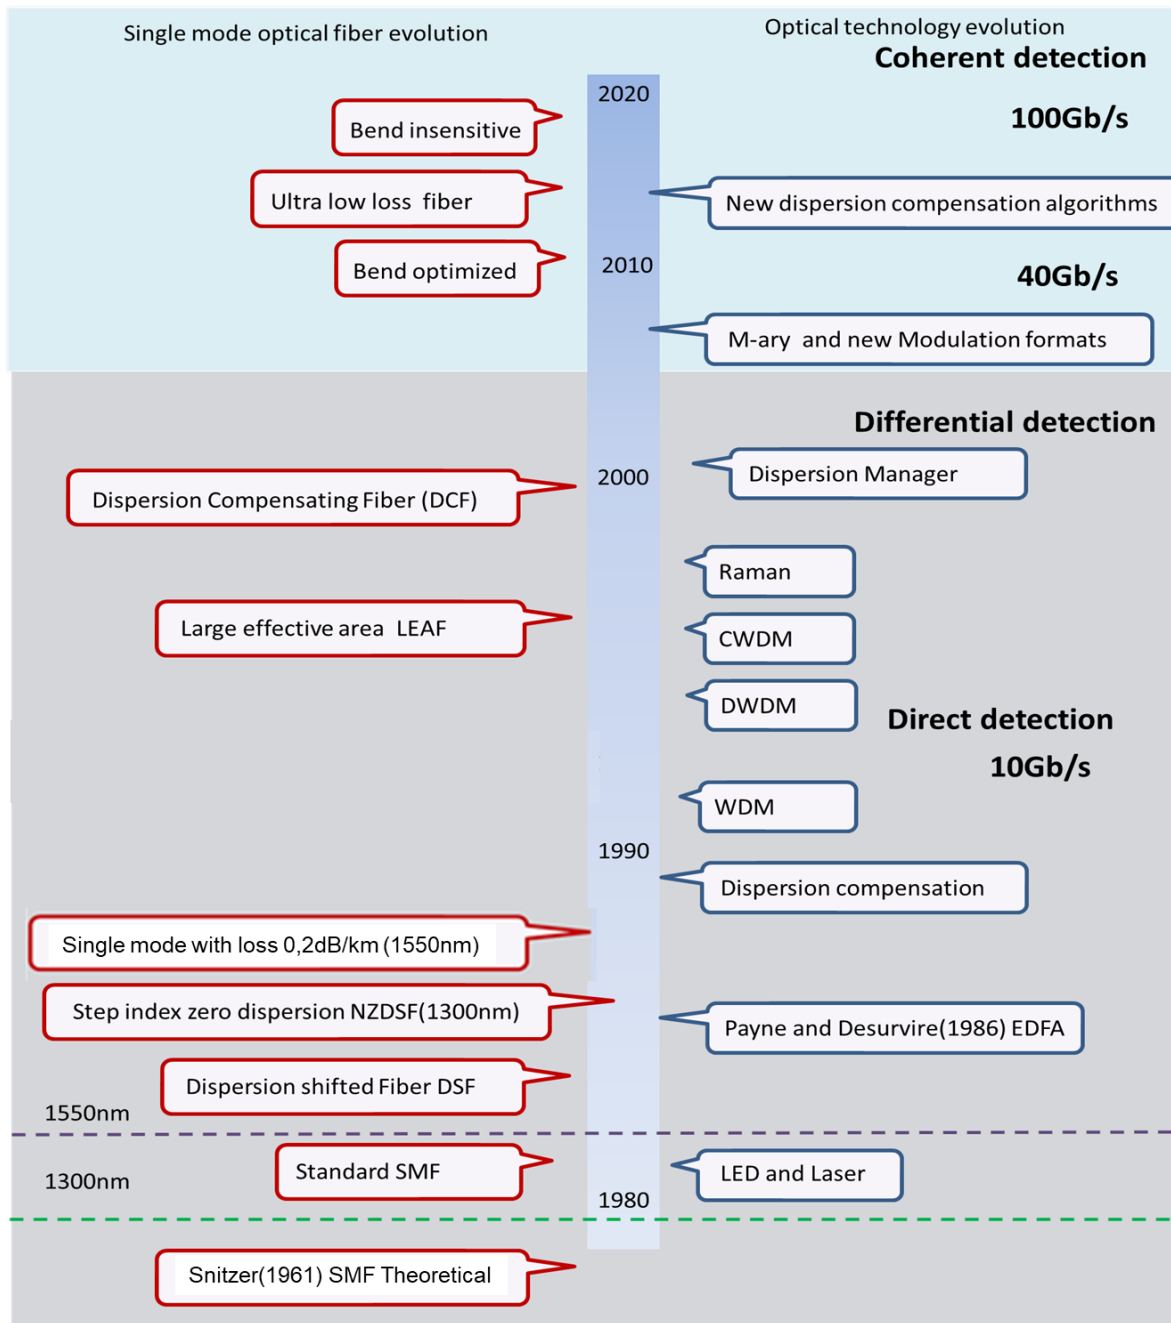 Single mode optical fiber evolution
Optical technology evolution
Coherent detection
2020
100Gb/s
Bend insensitive
Ultra low loss fiber
New dispersion compensation algorithms
Bend optimized
2010
40Gb/s
M-ary and new Modulation formats
Differential detection
2000
Dispersion Manager
Dispersion Compensating Fiber (DCF)
Raman
Large effective area LEAF
CWDM
DWDM
Direct detection
10Gb/s
WDM
1990
Dispersion compensation
Single mode with loss 0,2dB/km (1550nm)
Step index zero dispersion NZDSF(1300nm)
Payne and Desurvire(1986) EDFA
Dispersion shifted Fiber DSF
1550nm
Standard SMF
LED and Laser
1300nm
1980
Snitzer(1961) SMF Theoretical